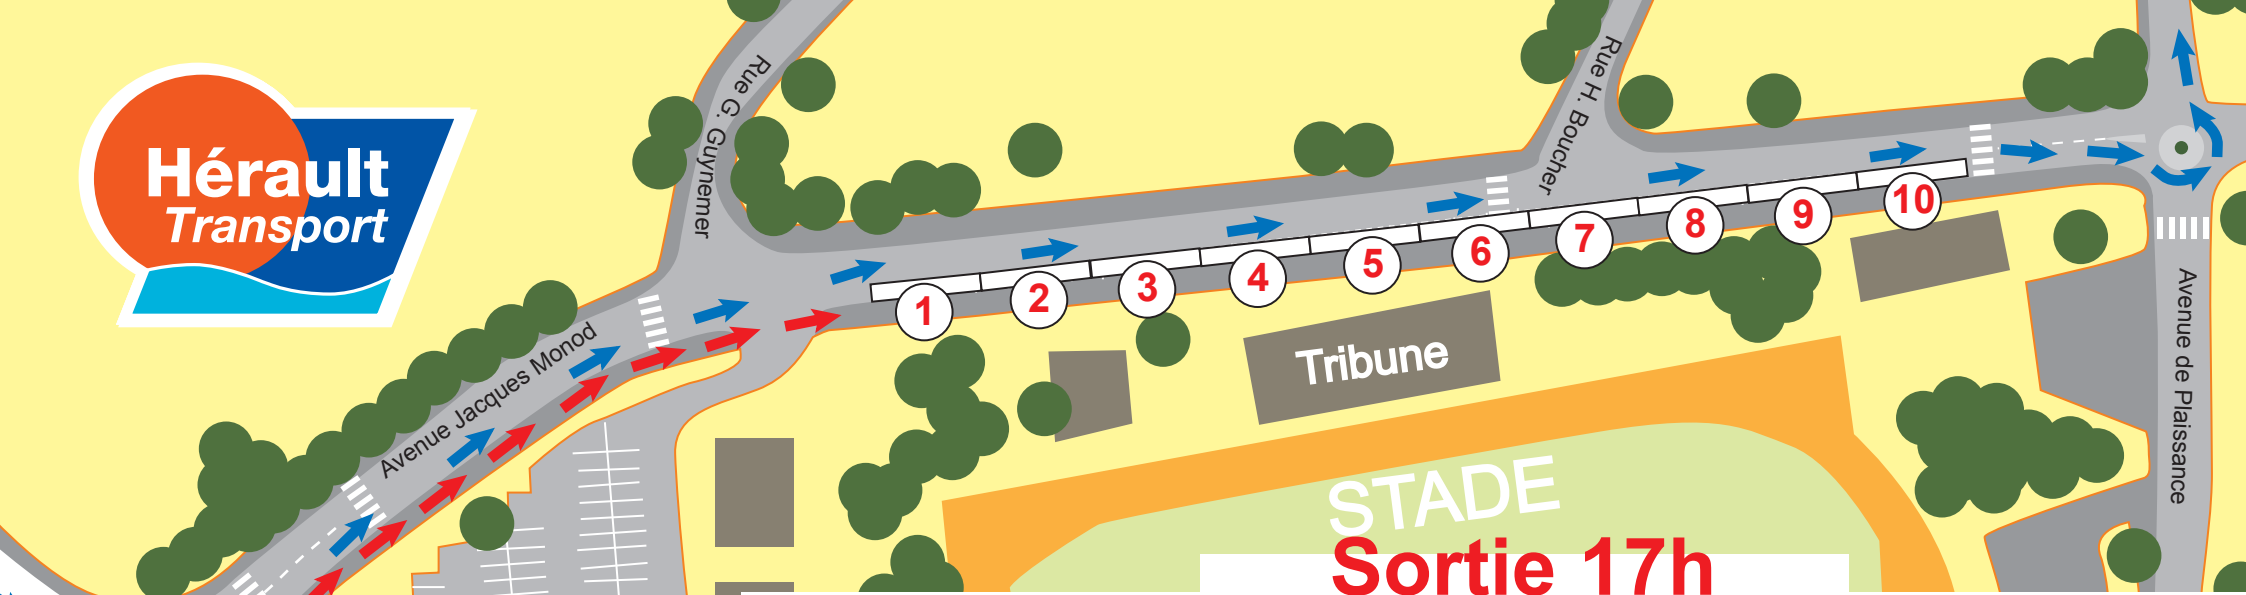 Hérault
Transport
Rue G. Guynemer
Rue H. Boucher
Avenue Jacques Monod
Avenue de Plaissance
1
2
3
4
5
6
7
8
9
10
Tribune
STADE
Sortie 17h